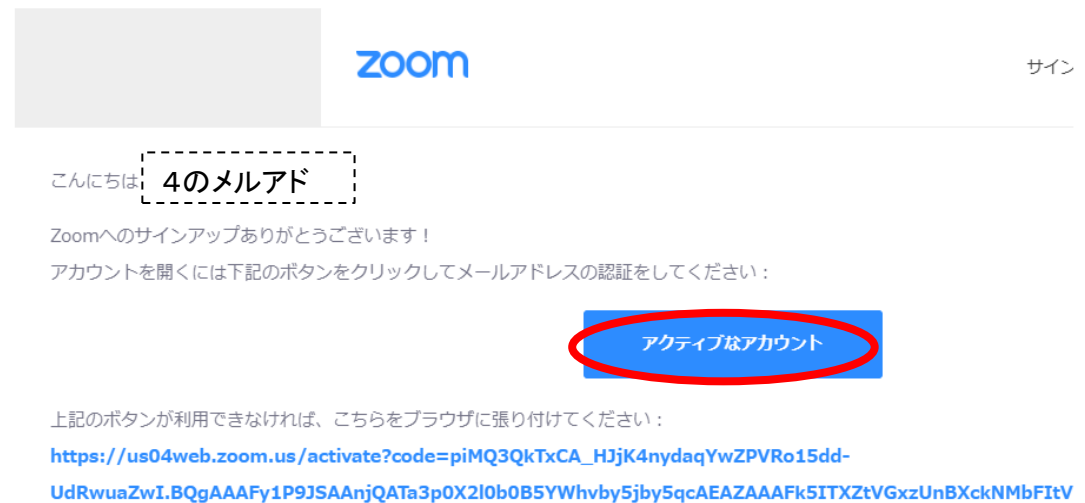 zoom
サイン
こんにちは 4のメルアド
Zoomへのサインアップありがとうございます！
アカウントを開くには下記のボタンをクリックしてメールアドレスの認証をしてください：
アクティブなアカウント
上記のボタンが利用できなければ、こちらをブラウザに張り付けてください：
https://us04web.zoom.us/activate?code=piMQ3QkTxCA_HJjK4nydaqYwZPVRo15dd-
UdRwuaZwI.BQgAAAFy1P9JSAAnjQATa3p0X2l0b0B5YWhvby5jby5qcAEAZAAAFk5ITXZtVGxzUnBXckNMbFItV